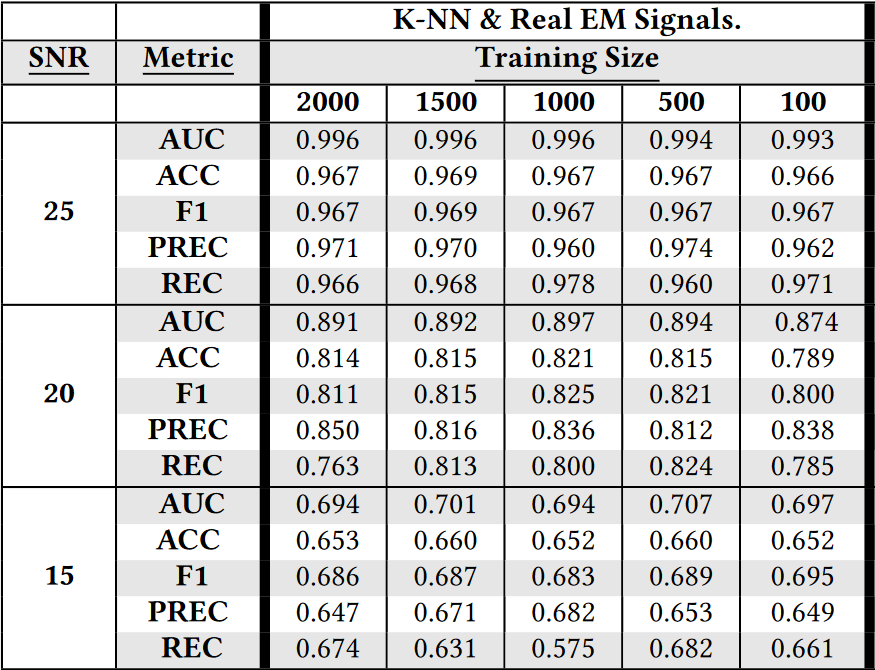 K-NN & Real EM Signals.
SNR Metric Training Size
2000 1500 1000 500 100
AUC 0.996 0.996 0.996 0.994 0.993
ACC 0.967 0.969 0.967 0.967 0.966
25 F1 0.967 0.969 0.967 0.967 0.967
PREC 0.971 0.970 0.960 0.974 0.962
REC 0.966 0.968 0.978 0.960 0.971
AUC 0.891 0.892 0.897 0.894 0.874
ACC 0.814 0.815 0.821 0.815 0.789
20 F1 0.811 0.815 0.825 0.821 0.800
PREC 0.850 0.816 0.836 0.812 0.838
REC 0.763 0.813 0.800 0.824 0.785
AUC 0.694 0.701 0.694 0.707 0.697
ACC 0.653 0.660 0.652 0.660 0.652
15 F1 0.686 0.687 0.683 0.689 0.695
PREC 0.647 0.671 0.682 0.653 0.649
REC 0.674 0.631 0.575 0.682 0.661